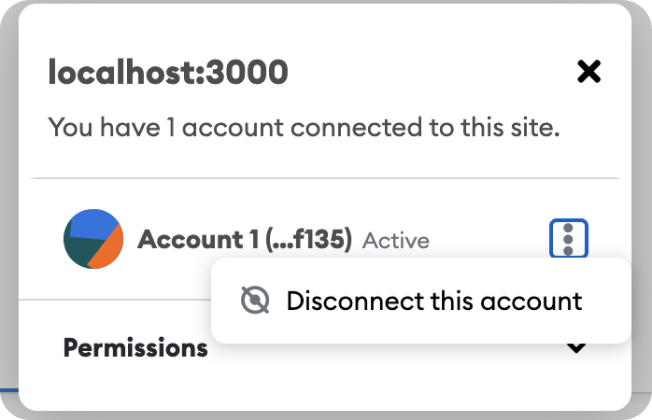 localhost:3000
You have 1 account connected to this site.
Account 1 (...f135) Active
Disconnect this account
Permissions